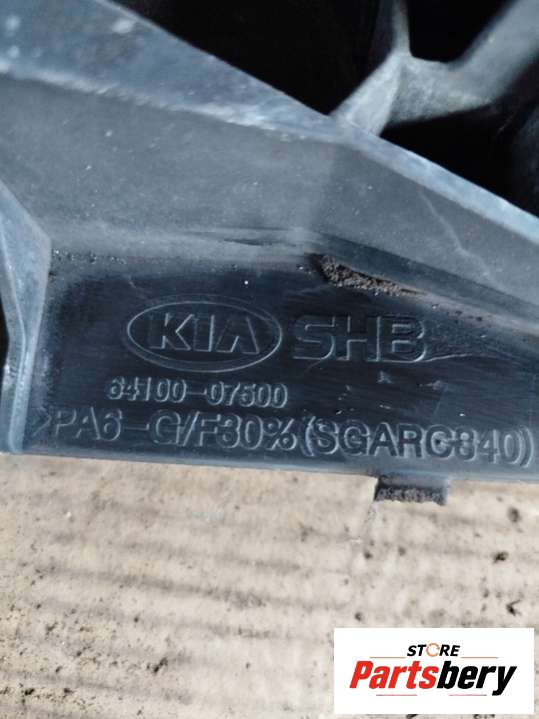 KIA SHB
64100-07500
>PA6-G/F30%(SGARC840)
STORE
Partsbery